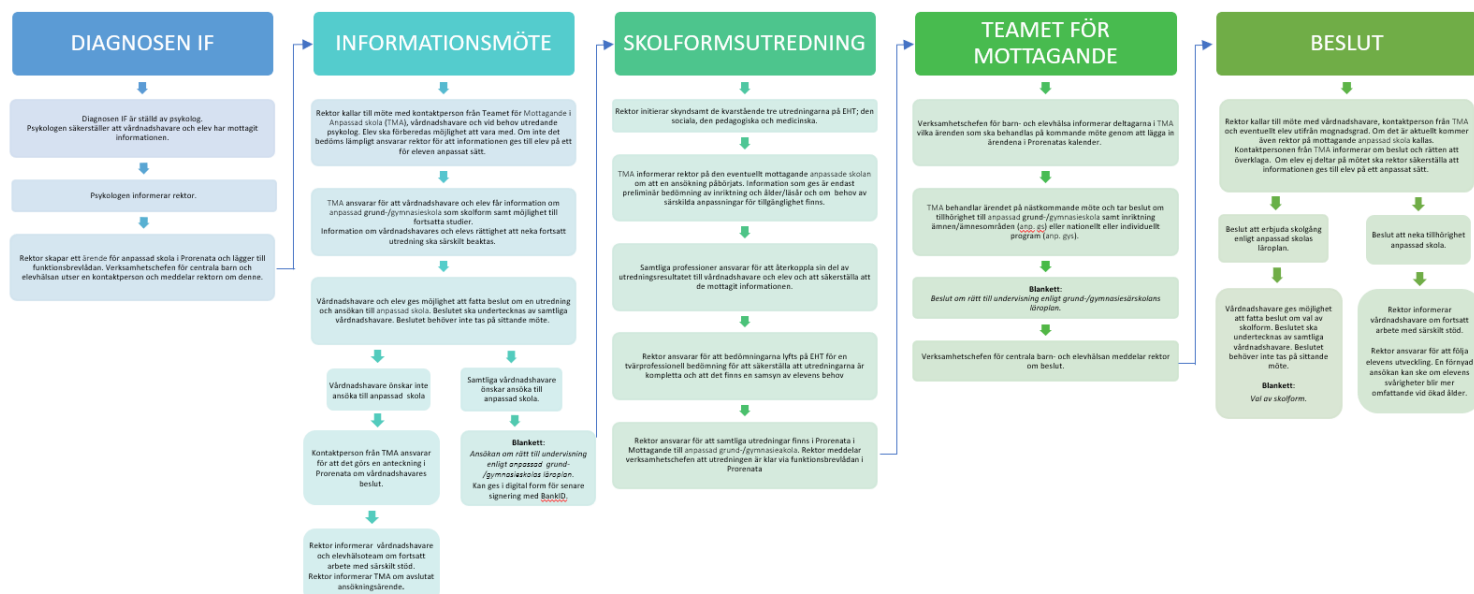 DIAGNOSEN IF
Diagnosen IF är ställd av psykolog.
Psykologen säkerställer att vårdnadshavare och elev har mottagit
informationen.
Psykologen informerar rektor.
Rektor skapar ett ärende för anpassad skola i Prorenata och lägger till
funktionsbrevlådan. Verksamhetschefen för centrala barn och
elevhälsan utser en kontaktperson och meddelar rektorn om denne.
INFORMATIONSMÖTE
Rektor kallar till möte med kontaktperson från Teamet för Mottagande i
Anpassad skola (TMA), vårdnadshavare och vid behov utredande
psykolog. Elev ska förberedas möjlighet att vara med. Om inte det
bedöms lämpligt ansvarar rektor för att informationen ges till elev på ett
för eleven anpassat sätt.
TMA ansvarar för att vårdnadshavare och elev får information om
anpassad grund-/gymnasieskola som skolform samt möjlighet till
fortsatta studier.
Information om vårdnadshavares och elevs rättighet att neka fortsatt
utredning ska särskilt beaktas.
Vårdnadshavare och elev ges möjlighet att fatta beslut om en utredning
och ansökan till anpassad skola. Beslutet ska undertecknas av samtliga
vårdnadshavare. Beslutet behöver inte tas på sittande möte.
Vårdnadshavare önskar inte
ansöka till anpassad skola
Kontaktperson från TMA ansvarar
för att det görs en anteckning i
Prorenata om vårdnadshavares
beslut.
Rektor informerar vårdnadshavare
och elevhälsoteam om fortsatt
arbete med särskilt stöd.
Rektor informerar TMA om avslutat
ansökningsärende.
Samtliga vårdnadshavare
önskar ansöka till
anpassad skola.
Blankett:
Ansökan om rätt till undervisning
enligt anpassad grund-
/gymnasieskolas läroplan.
Kan ges i digital form för senare
signering med BankID.
SKOLFORMSUTREDNING
Rektor initierar skyndsamt de kvarstående tre utredningarna på EHT; den
sociala, den pedagogiska och medicinska.
TMA informerar rektor på den eventuellt mottagande anpassade skolan
om att en ansökning påbörjats. Information som ges är endast
preliminär bedömning av inriktning och ålder/läsår och om behov av
särskilda anpassningar för tillgänglighet finns.
Samtliga professioner ansvarar för att återkoppla sin del av
utredningsresultatet till vårdnadshavare och elev och att säkerställa att
de mottagit informationen.
Rektor ansvarar för att bedömningarna lyfts på EHT för en
tvärprofessionell bedömning för att säkerställa att utredningarna är
kompletta och att det finns en samsyn av elevens behov
Rektor ansvarar för att samtliga utredningar finns i Prorenata i
Mottagande till anpassad grund-/gymnasieakola. Rektor meddelar
verksamhetschefen att utredningen är klar via funktionsbrevlådan i
Prorenata
TEAMET FÖR
MOTTAGANDE
Verksamhetschefen för barn- och elevhälsa informerar deltagarna i TMA
vilka ärenden som ska behandlas på kommande möte genom att lägga in
ärendena i Prorenatas kalender.
TMA behandlar ärendet på nästkommande möte och tar beslut om
tillhörighet till anpassad grund-/gymnasieskola samt inriktning
ämnen/ämnesområden (anp. gs) eller nationellt eller individuellt
program (anp. gys).
Blankett:
Beslut om rätt till undervisning enligt grund-/gymnasiesärskolans
läroplan.
Verksamhetschefen för centrala barn- och elevhälsan meddelar rektor
om beslut.
BESLUT
Rektor kallar till möte med vårdnadshavare, kontaktperson från TMA
och eventuellt elev utifrån mognadsgrad. Om det är aktuellt kommer
även rektor på mottagande anpassad skola kallas.
Kontaktpersonen från TMA informerar om beslut och rätten att
överklaga. Om elev ej deltar på mötet ska rektor säkerställa att
informationen ges till elev på ett anpassat sätt.
Beslut att erbjuda skolgång
enligt anpassad skolas
läroplan.
Vårdnadshavare ges möjlighet
att fatta beslut om val av
skolform. Beslutet ska
undertecknas av samtliga
vårdnadshavare. Beslutet
behöver inte tas på sittande
möte.
Blankett:
Val av skolform.
Beslut att neka tillhörighet
anpassad skola.
Rektor informerar
vårdnadshavare om fortsatt
arbete med särskilt stöd.
Rektor ansvarar för att följa
elevens utveckling. En förnyad
ansökan kan ske om elevens
svårigheter blir mer
omfattande vid ökad ålder.